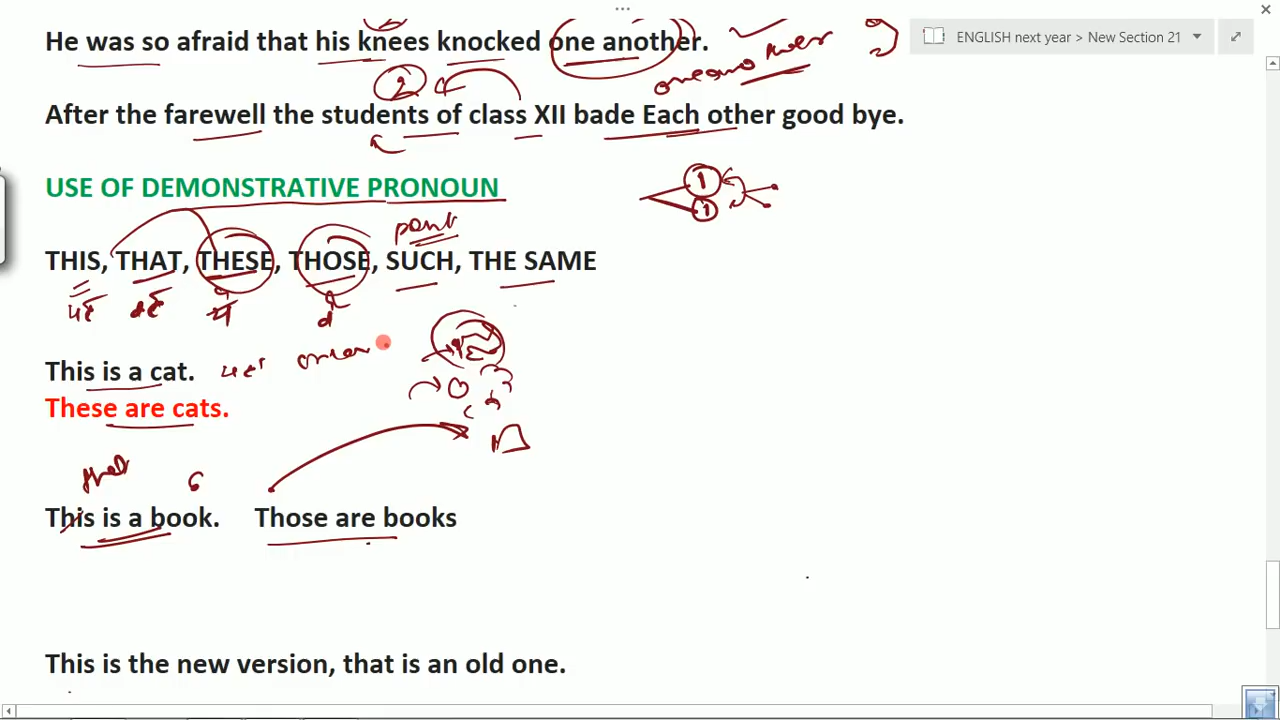 He was so afraid that his knees knocked one another.
ENGLISH next year > New Section 21
After the farewell the students of class XII bade Each other good bye.
USE OF DEMONSTRATIVE PRONOUN
THIS, THAT, THESE, THOSE, SUCH, THE SAME
This is a cat.
These are cats.
This is a book. Those are books
This is the new version, that is an old one.